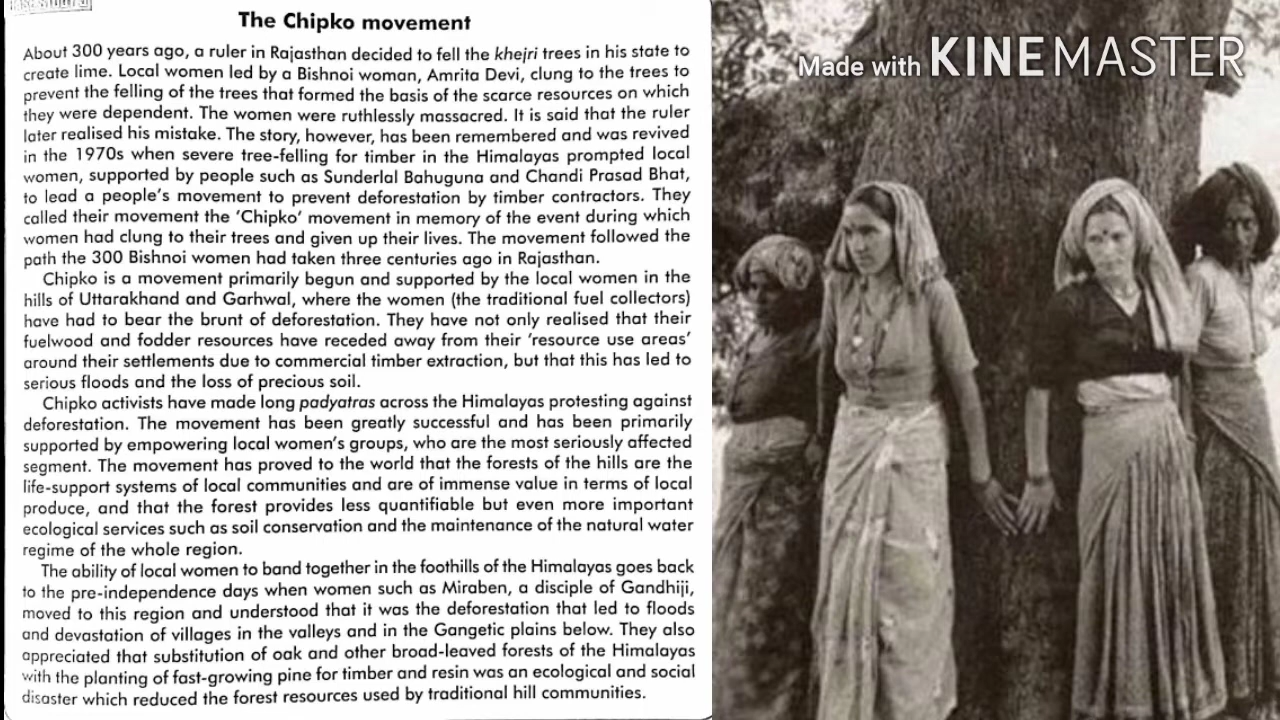 The Chipko movement
About 300 years ago, a ruler in Rajasthan decided to fell the khejri trees in his state to
create lime. Local women led by a Bishnoi woman, Amrita Devi, clung to the trees to
prevent the felling of the trees that formed the basis of the scarce resources on which
they were dependent. The women were ruthlessly massacred. It is said that the ruler
later realised his mistake. The story, however, has been remembered and was revived
in the 1970s when severe tree-felling for timber in the Himalayas prompted local
women, supported by people such as Sunderlal Bahuguna and Chandi Prasad Bhat,
to lead a people's movement to prevent deforestation by timber contractors. They
called their movement the 'Chipko' movement in memory of the event during which
women had clung to their trees and given up their lives. The movement followed the
path the 300 Bishnoi women had taken three centuries ago in Rajasthan.
Chipko is a movement primarily begun and supported by the local women in the
hills of Uttarakhand and Garhwal, where the women (the traditional fuel collectors)
have had to bear the brunt of deforestation. They have not only realised that their
fuelwood and fodder resources have receded away from their 'resource use areas'
around their settlements due to commercial timber extraction, but that this has led to
serious floods and the loss of precious soil.
Chipko activists have made long padyatras across the Himalayas protesting against
deforestation. The movement has been greatly successful and has been primarily
supported by empowering local women's groups, who are the most seriously affected
segment. The movement has proved to the world that the forests of the hills are the
life-support systems of local communities and are of immense value in terms of local
produce, and that the forest provides less quantifiable but even more important
ecological services such as soil conservation and the maintenance of the natural water
regime of the whole region.
The ability of local women to band together in the foothills of the Himalayas goes back
to the pre-independence days when women such as Miraben, a disciple of Gandhiji,
moved to this region and understood that it was the deforestation that led to floods
and devastation of villages in the valleys and in the Gangetic plains below. They also
appreciated that substitution of oak and other broad-leaved forests of the Himalayas
with the planting of fast-growing pine for timber and resin was an ecological and social
disaster which reduced the forest resources used by traditional hill communities.
Made with KINEMASTER